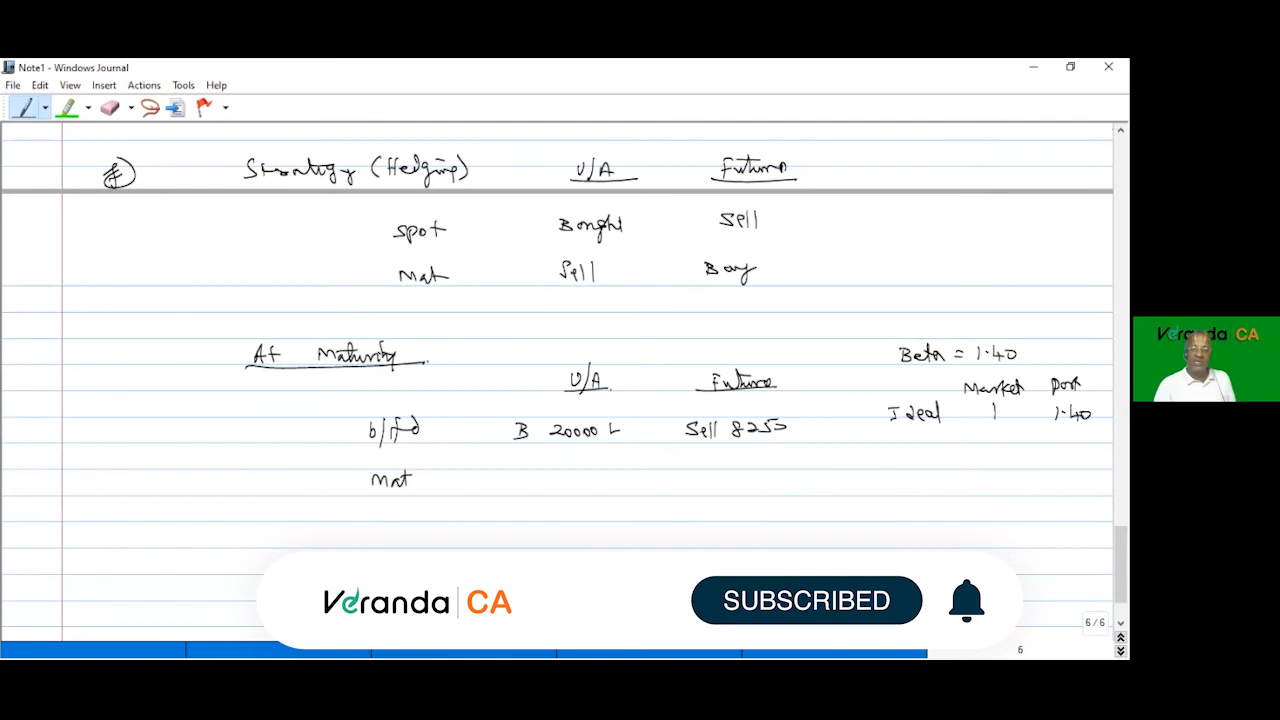 Note1 - Windows Journal
File Edit View Insert Actions Tools Help
Strategy (Hedging) U/A Future
Spot Bought Sell
Mat Sell Buy
At Maturity
Beta = 1.40
U/A Future
Market Port
Ideal 1 1.40
b/fd B 20000 L Sell 8255
Mat
Veranda CA
Veranda | CA SUBSCRIBED
6 / 6
6